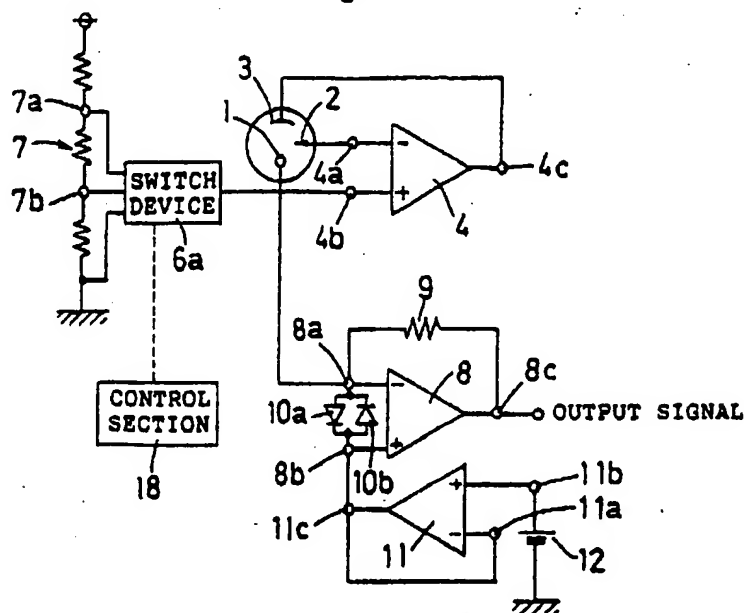 7a
7
7b
SWITCH
DEVICE
6a
3
2
1
4a
-
4b
+
4
4c
9
8a
-
8
8c
OUTPUT SIGNAL
CONTROL
SECTION
18
10a
8b
+
10b
11b
+
11a
11c
-
11
12